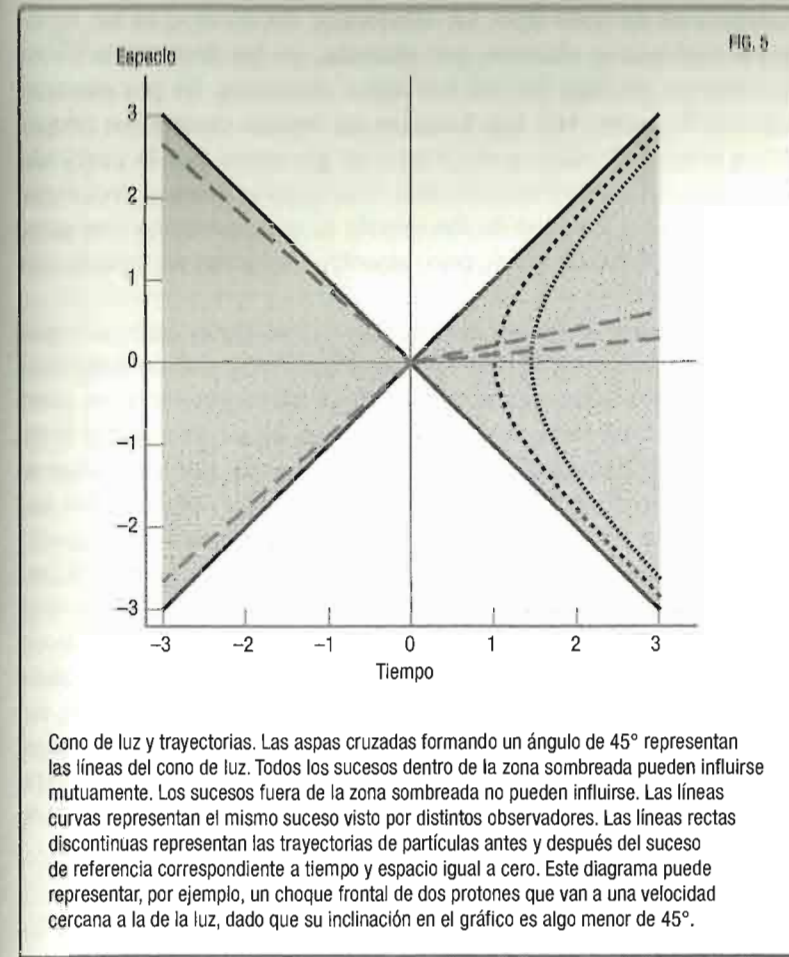 FIG. 5
Espacio
3
2
1
0
−1
−2
−3
−3 −2 −1 0 1 2 3
Tiempo
Cono de luz y trayectorias. Las aspas cruzadas formando un ángulo de 45° representan
las líneas del cono de luz. Todos los sucesos dentro de la zona sombreada pueden influirse
mutuamente. Los sucesos fuera de la zona sombreada no pueden influirse. Las líneas
curvas representan el mismo suceso visto por distintos observadores. Las líneas rectas
discontinuas representan las trayectorias de partículas antes y después del suceso
de referencia correspondiente a tiempo y espacio igual a cero. Este diagrama puede
representar, por ejemplo, un choque frontal de dos protones que van a una velocidad
cercana a la de la luz, dado que su inclinación en el gráfico es algo menor de 45°.